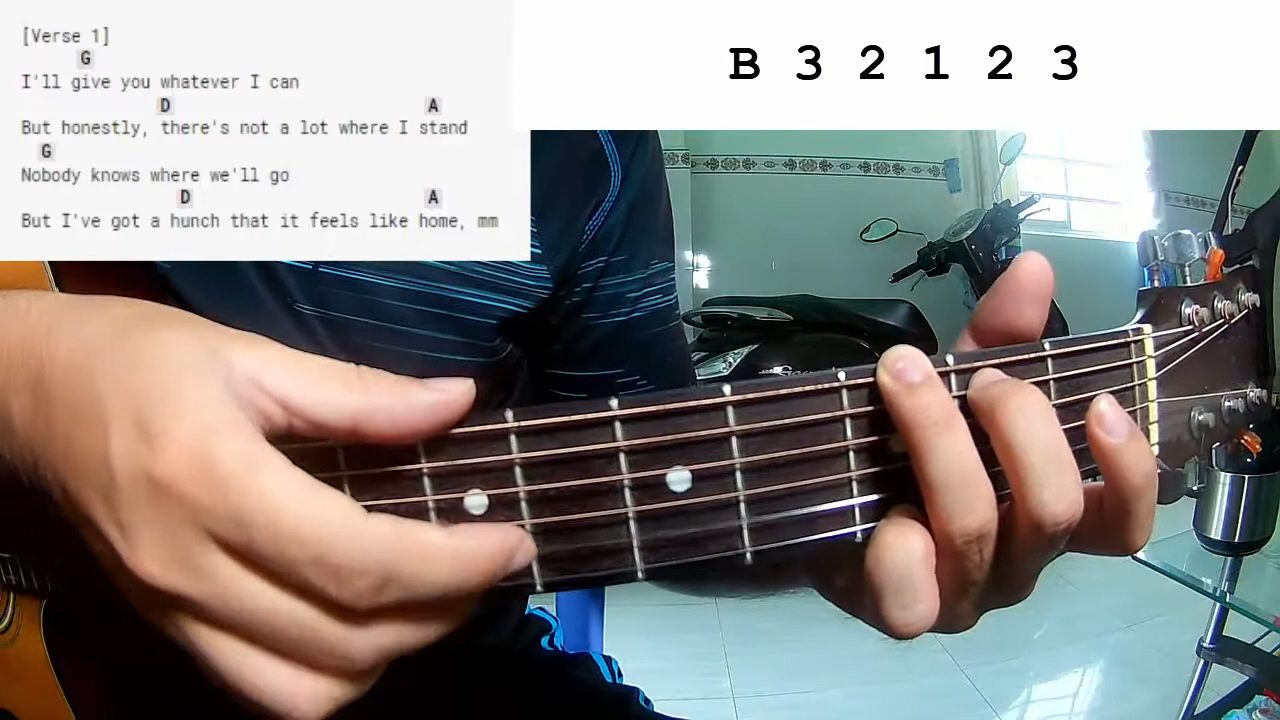 [Verse 1]
G
I'll give you whatever I can
D A
But honestly, there's not a lot where I stand
G
Nobody knows where we'll go
D A
But I've got a hunch that it feels like home, mm
B 3 2 1 2 3